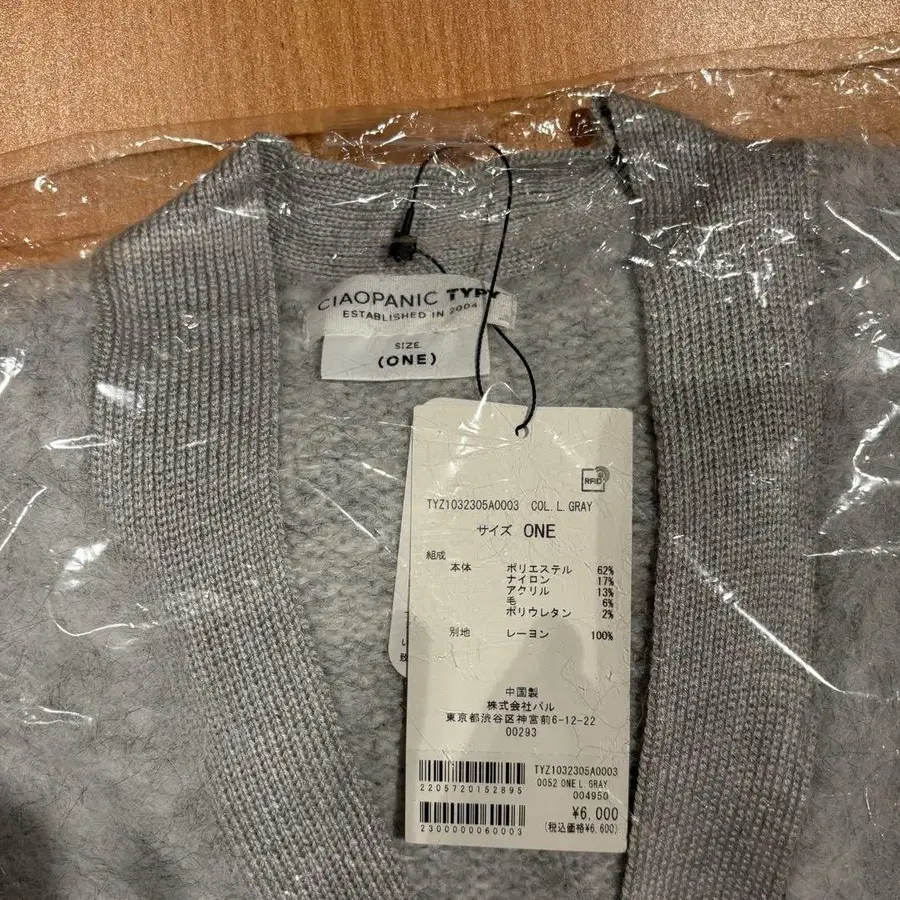 CIAOPANIC TYPY
ESTABLISHED IN 2004
SIZE
(ONE)
RFID
TYZ1032305A0003 COL. L. GRAY
サイズ ONE
組成
本体 ポリエステル 62%
ナイロン 17%
アクリル 13%
毛 6%
ポリウレタン 2%
別地 レーヨン 100%
中国製
株式会社パル
東京都渋谷区神宮前6-12-22
00293
TYZ1032305A0003
0052 ONE L. GRAY
2205720152895
004950
¥6,000
2300000060003
(税込価格¥6,600)